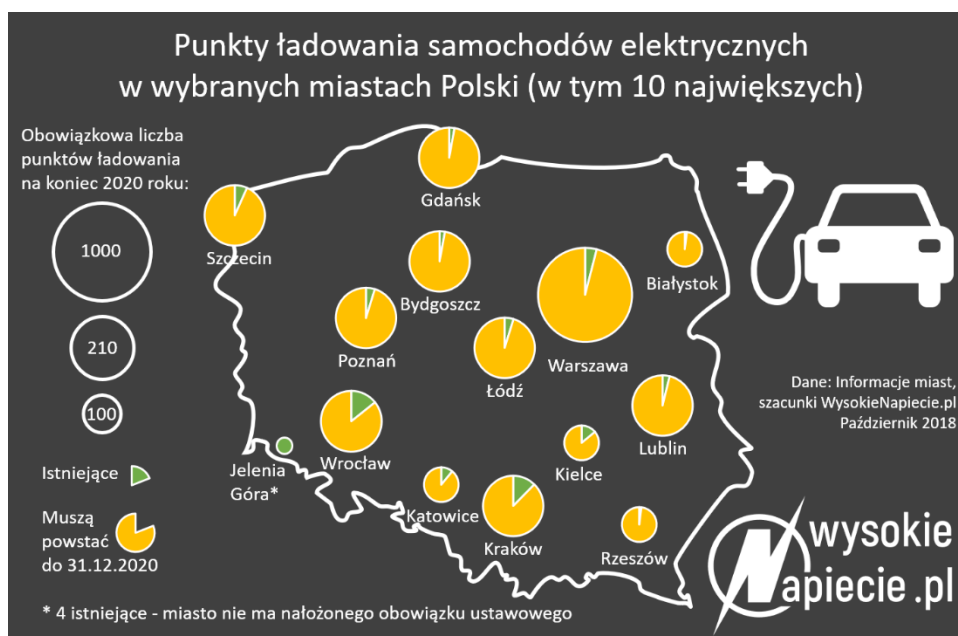 Punkty ładowania samochodów elektrycznych
w wybranych miastach Polski (w tym 10 największych)
Obowiązkowa liczba
punktów ładowania
na koniec 2020 roku:
1000
210
100
Istniejące
Muszą
powstać
do 31.12.2020
Gdańsk
Szczecin
Bydgoszcz
Białystok
Poznań
Warszawa
Łódź
Wrocław
Lublin
Jelenia
Góra*
Kielce
Katowice
Kraków
Rzeszów
Dane: Informacje miast,
szacunki WysokieNapiecie.pl
Październik 2018
wysokie
Napiecie.pl
* 4 istniejące - miasto nie ma nałożonego obowiązku ustawowego